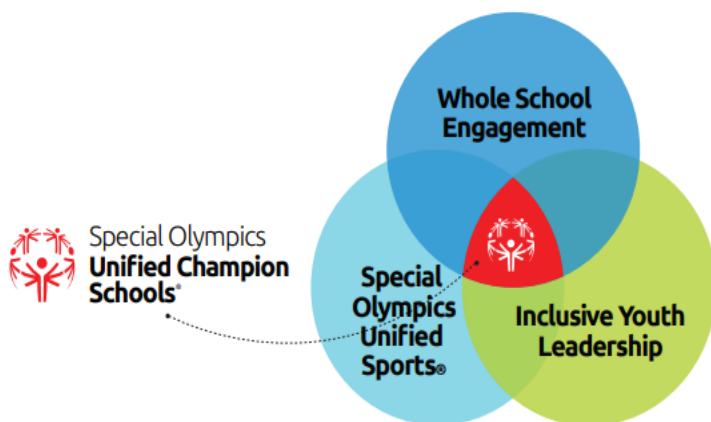 Whole School
Engagement
Special Olympics
Unified Champion
Schools®
Special
Olympics
Unified
Sports®
Inclusive Youth
Leadership